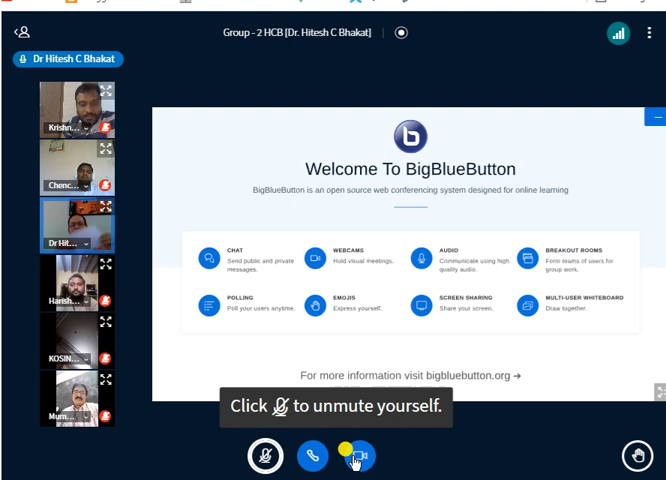 Group - 2 HCB [Dr. Hitesh C Bhakat]
Dr Hitesh C Bhakat
Krishn...
Chenc...
Dr Hit...
Harish...
KOSIN...
Mum...
b
Welcome To BigBlueButton
BigBlueButton is an open source web conferencing system designed for online learning
CHAT
Send public and private
messages.
WEBCAMS
Hold visual meetings.
AUDIO
Communicate using high
quality audio.
BREAKOUT ROOMS
Form teams of users for
group work.
POLLING
Poll your users anytime.
EMOJIS
Express yourself.
SCREEN SHARING
Share your screen.
MULTI-USER WHITEBOARD
Draw together.
For more information visit bigbluebutton.org →
Click to unmute yourself.